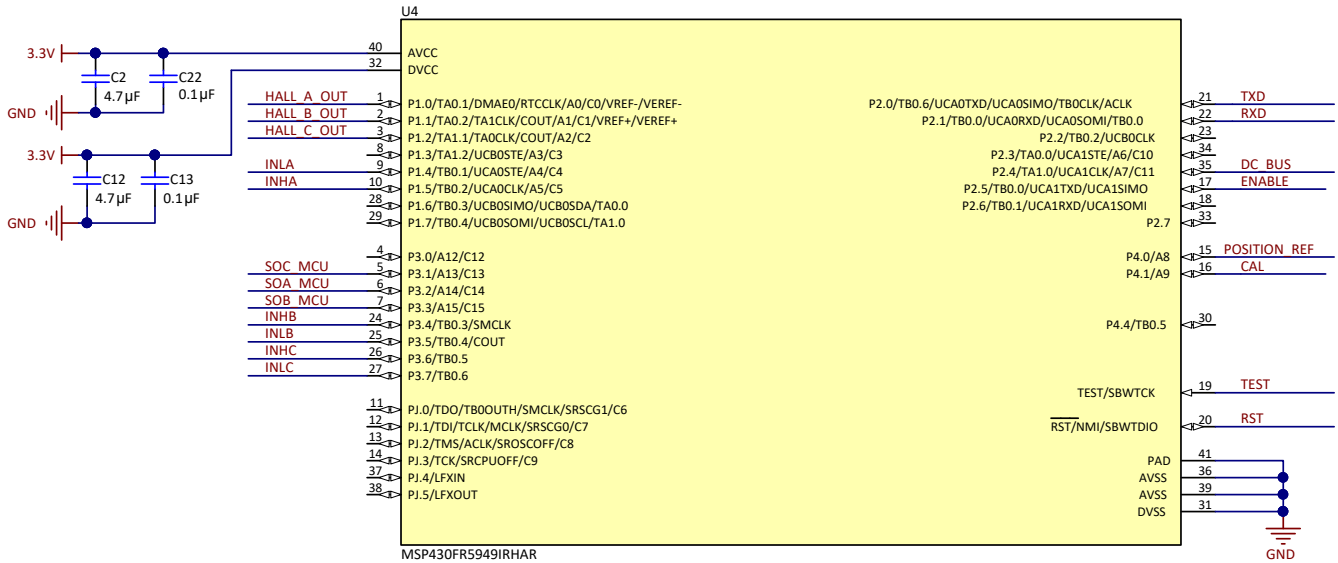 U4
3.3V
C2
4.7µF
C22
0.1µF
GND
3.3V
C12
4.7µF
C13
0.1µF
GND
40 AVCC
32 DVCC
HALL_A_OUT 1 P1.0/TA0.1/DMAE0/RTCCLK/A0/C0/VREF-/VEREF-
HALL_B_OUT 2 P1.1/TA0.2/TA1CLK/COUT/A1/C1/VREF+/VEREF+
HALL_C_OUT 3 P1.2/TA1.1/TA0CLK/COUT/A2/C2
8 P1.3/TA1.2/UCB0STE/A3/C3
INLA 9 P1.4/TB0.1/UCA0STE/A4/C4
INHA 10 P1.5/TB0.2/UCA0CLK/A5/C5
28 P1.6/TB0.3/UCB0SIMO/UCB0SDA/TA0.0
29 P1.7/TB0.4/UCB0SOMI/UCB0SCL/TA1.0
4 P3.0/A12/C12
SOC_MCU 5 P3.1/A13/C13
SOA_MCU 6 P3.2/A14/C14
SOB_MCU 7 P3.3/A15/C15
INHB 24 P3.4/TB0.3/SMCLK
INLB 25 P3.5/TB0.4/COUT
INHC 26 P3.6/TB0.5
INLC 27 P3.7/TB0.6
11 PJ.0/TDO/TB0OUTH/SMCLK/SRSCG1/C6
12 PJ.1/TDI/TCLK/MCLK/SRSCG0/C7
13 PJ.2/TMS/ACLK/SROSCOFF/C8
14 PJ.3/TCK/SRCPUOFF/C9
37 PJ.4/LFXIN
38 PJ.5/LFXOUT
P2.0/TB0.6/UCA0TXD/UCA0SIMO/TB0CLK/ACLK 21 TXD
P2.1/TB0.0/UCA0RXD/UCA0SOMI/TB0.0 22 RXD
P2.2/TB0.2/UCB0CLK 23
P2.3/TA0.0/UCA1STE/A6/C10 34
P2.4/TA1.0/UCA1CLK/A7/C11 35 DC_BUS
P2.5/TB0.0/UCA1TXD/UCA1SIMO 17 ENABLE
P2.6/TB0.1/UCA1RXD/UCA1SOMI 18
P2.7 33
P4.0/A8 15 POSITION_REF
P4.1/A9 16 CAL
P4.4/TB0.5 30
TEST/SBWTCK 19 TEST
RST/NMI/SBWTDIO 20 RST
PAD 41
AVSS 36
AVSS 39
DVSS 31
GND
MSP430FR5949IRHAR